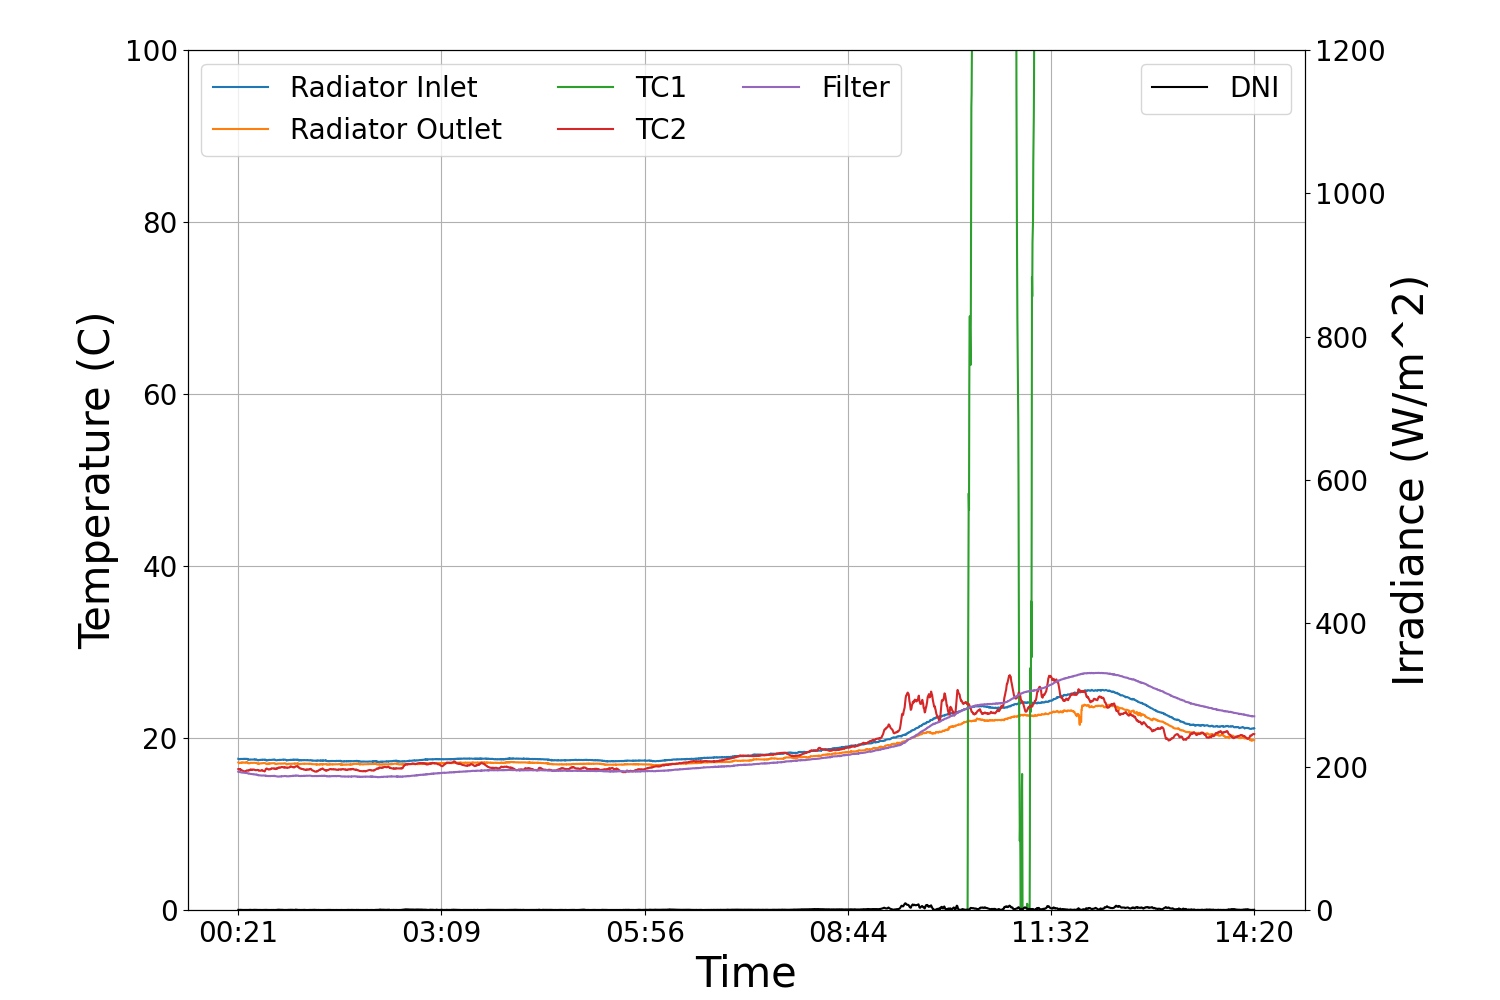 Radiator Inlet
Radiator Outlet
TC1
TC2
Filter
DNI
100
80
60
40
20
0
Temperature (C)
1200
1000
800
600
400
200
0
Irradiance (W/m^2)
00:21
03:09
05:56
08:44
11:32
14:20
Time